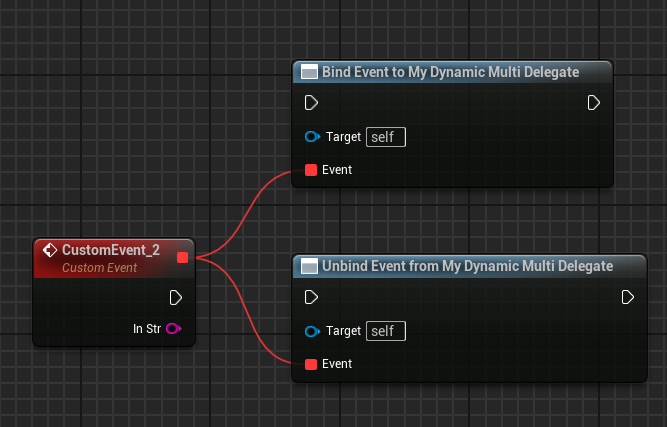 Bind Event to My Dynamic Multi Delegate
Target self
Event
CustomEvent_2
Custom Event
In Str
Unbind Event from My Dynamic Multi Delegate
Target self
Event